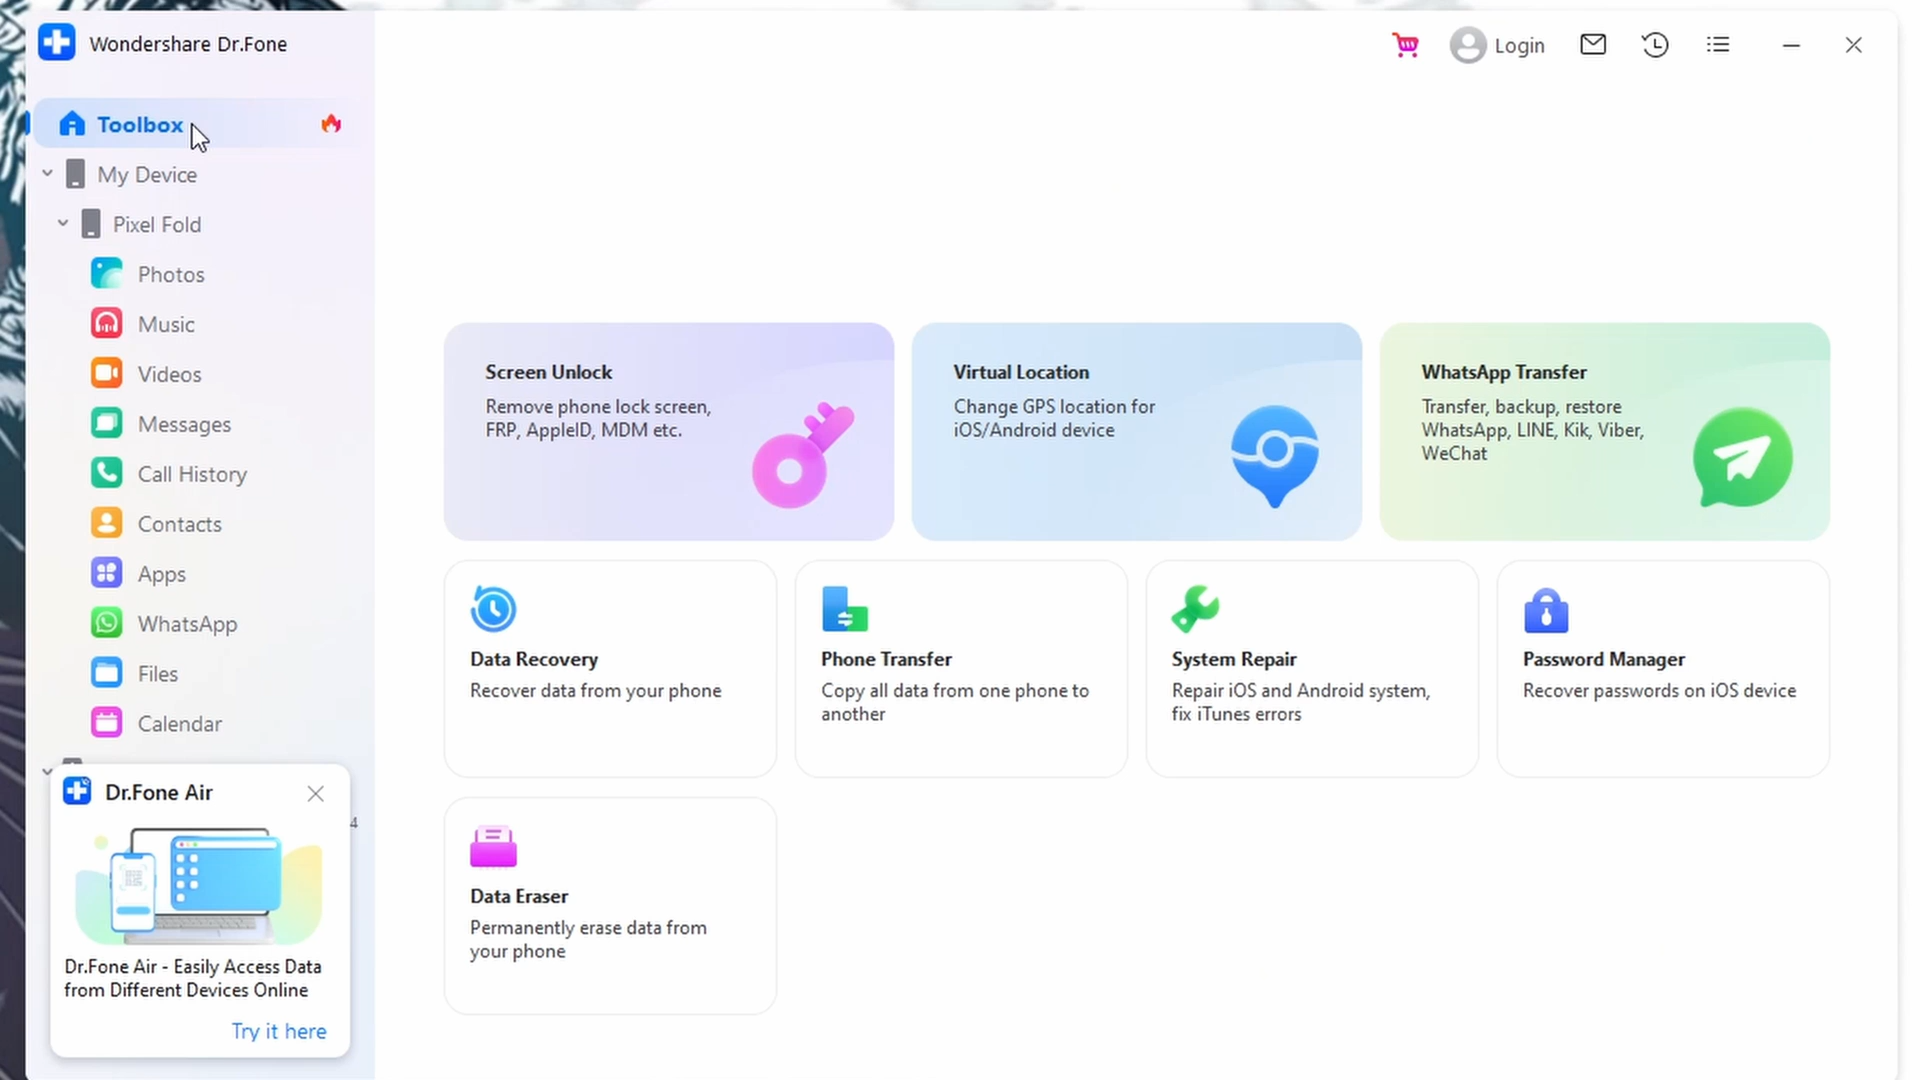 Wondershare Dr.Fone
Login
Toolbox
My Device
Pixel Fold
Photos
Music
Videos
Messages
Call History
Contacts
Apps
WhatsApp
Files
Calendar
4
Dr.Fone Air
Dr.Fone Air - Easily Access Data
from Different Devices Online
Try it here
Screen Unlock
Remove phone lock screen,
FRP, AppleID, MDM etc.
Virtual Location
Change GPS location for
iOS/Android device
WhatsApp Transfer
Transfer, backup, restore
WhatsApp, LINE, Kik, Viber,
WeChat
Data Recovery
Recover data from your phone
Phone Transfer
Copy all data from one phone to
another
System Repair
Repair iOS and Android system,
fix iTunes errors
Password Manager
Recover passwords on iOS device
Data Eraser
Permanently erase data from
your phone